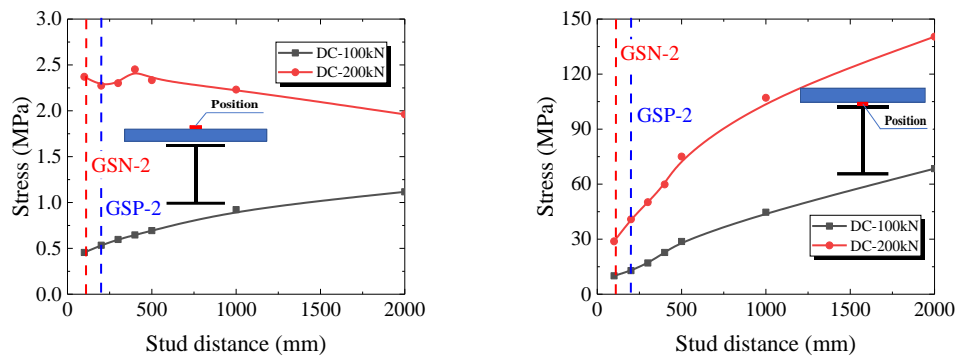 3.0
2.5
2.0
1.5
1.0
0.5
0.0
Stress (MPa)
DC-100kN
DC-200kN
Position
GSN-2
GSP-2
0 500 1000 1500 2000
Stud distance (mm)
150
120
90
60
30
0
Stress (MPa)
GSN-2
GSP-2
Position
DC-100kN
DC-200kN
0 500 1000 1500 2000
Stud distance (mm)